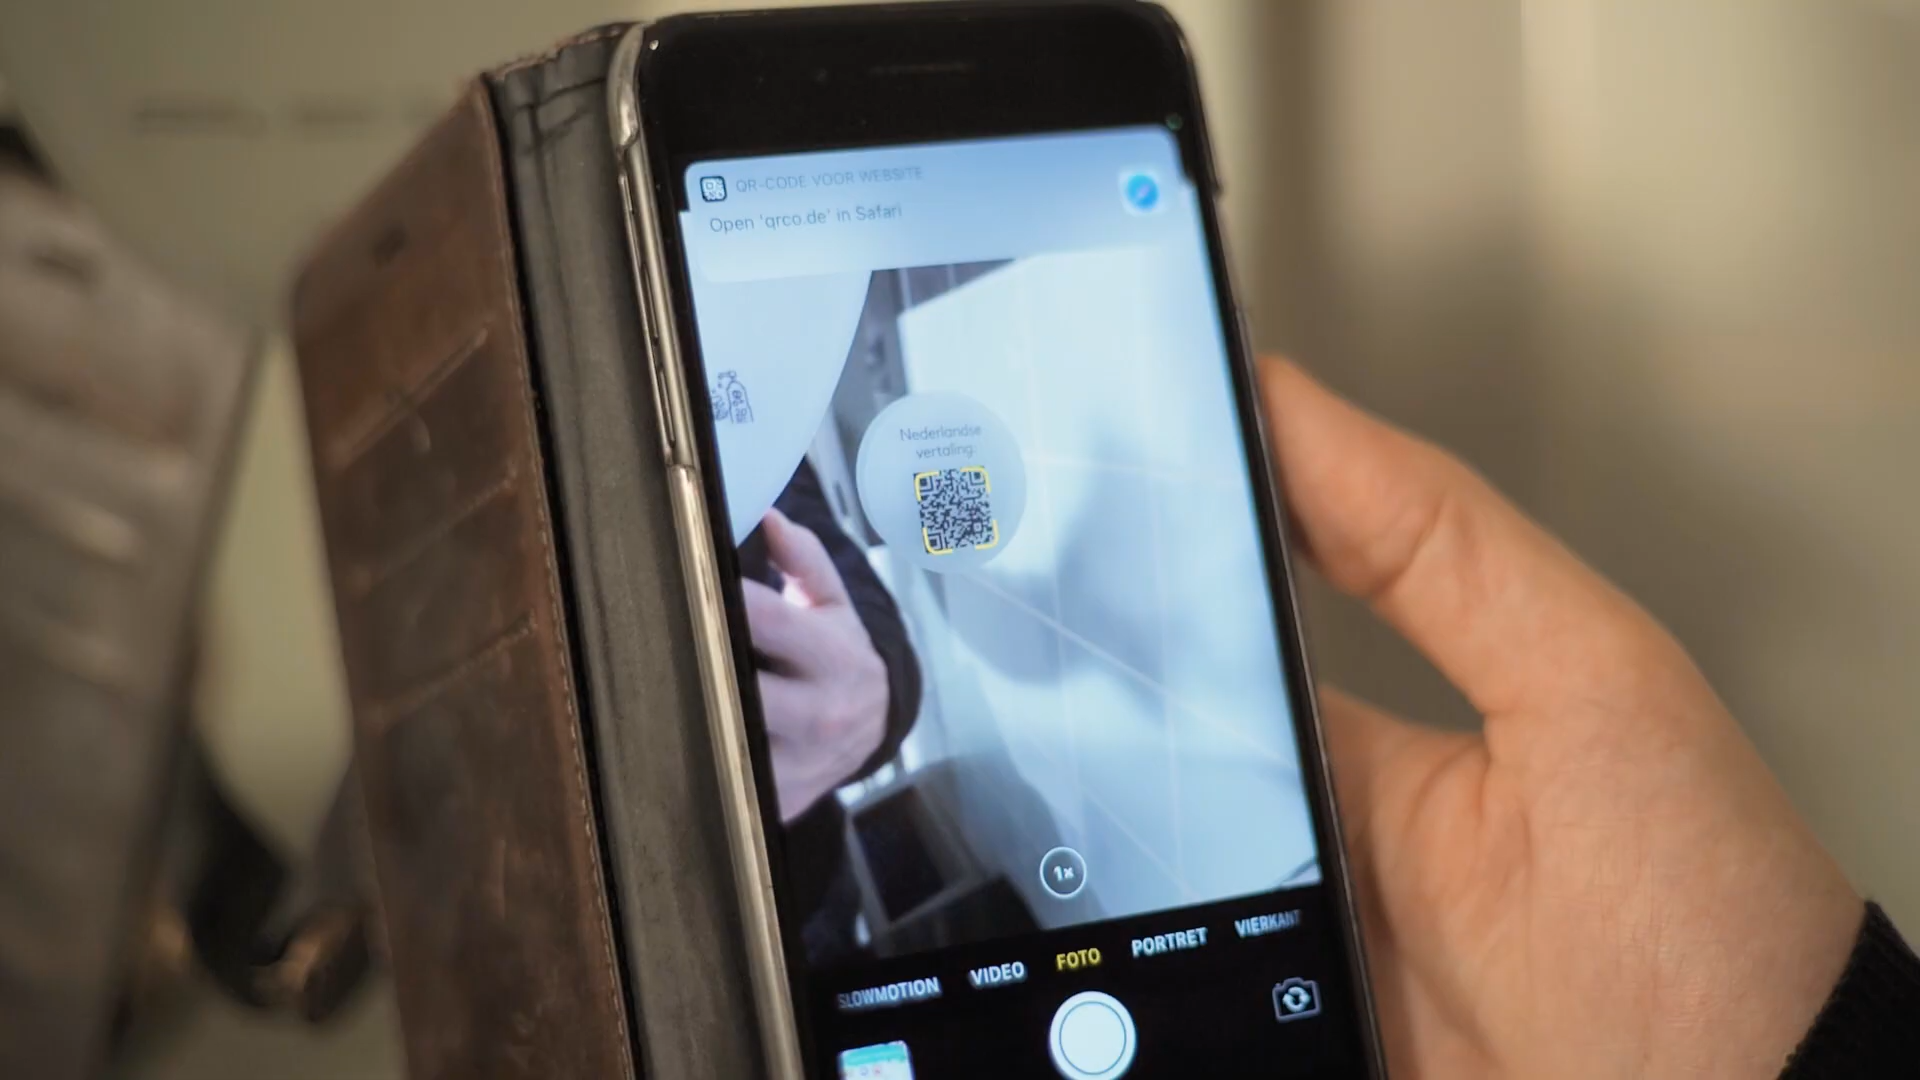 QR-CODE VOOR WEBSITE
Open 'qrco.de' in Safari
Nederlandse
vertaling:
1x
SLOWMOTION VIDEO FOTO PORTRET VIERKANT